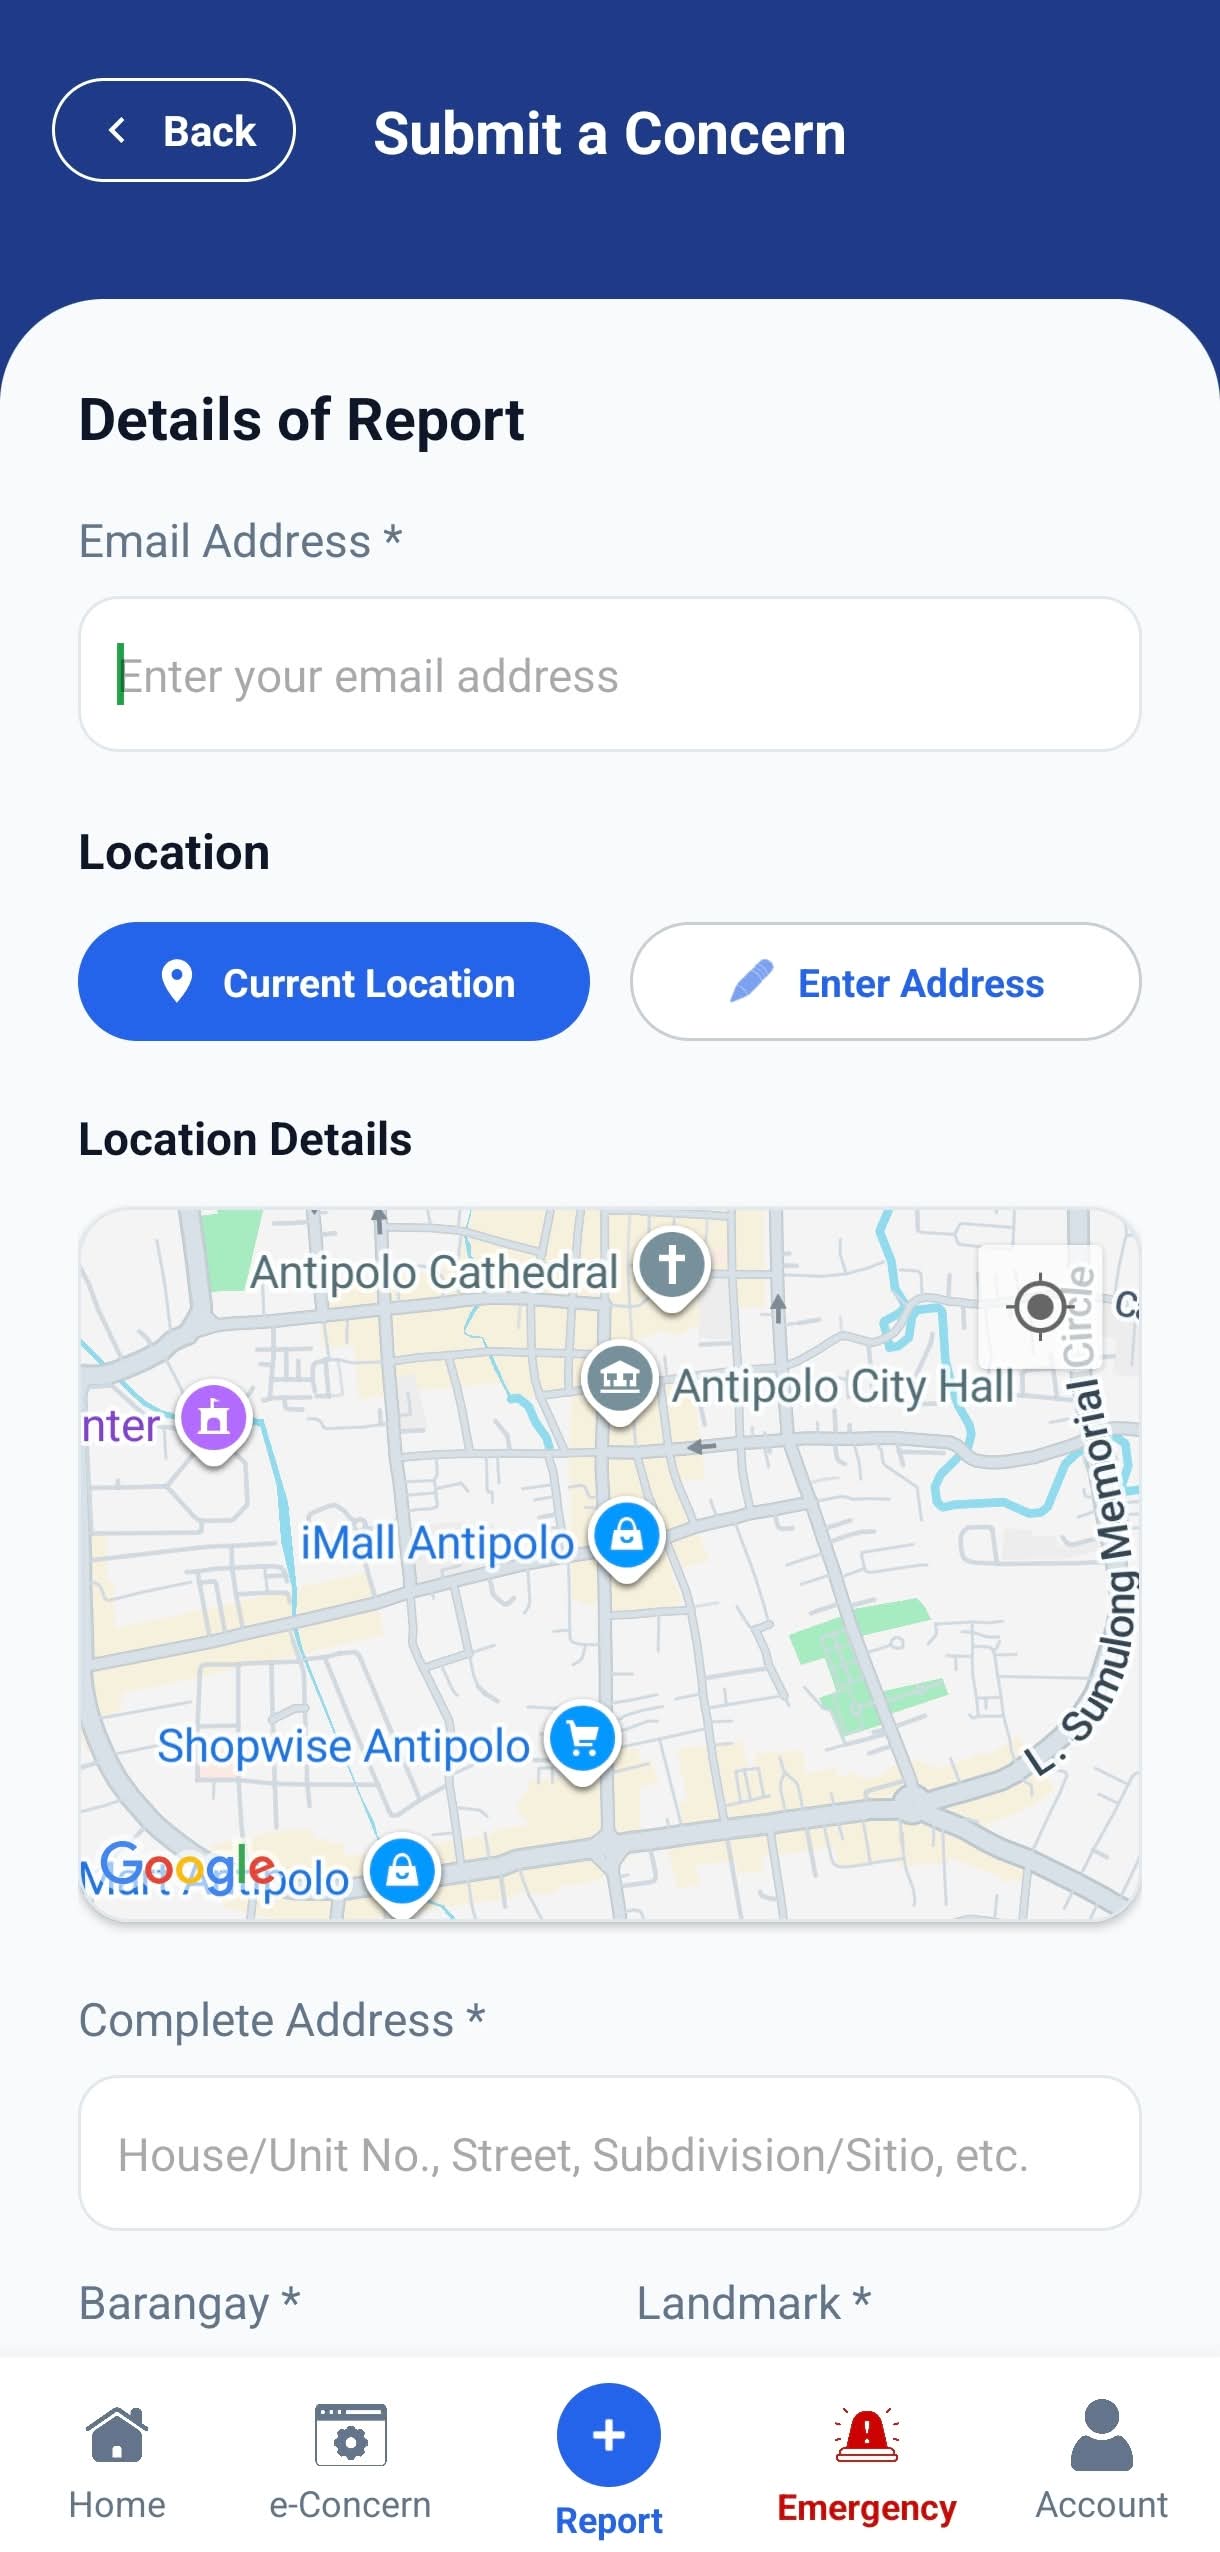 Back
Submit a Concern
Details of Report
Email Address *
Enter your email address
Location
Current Location
Enter Address
Location Details
Antipolo Cathedral
Antipolo City Hall
nter
iMall Antipolo
L. Sumulong Memorial Circle
Shopwise Antipolo
Google
Mart Antipolo
Complete Address *
House/Unit No., Street, Subdivision/Sitio, etc.
Barangay *
Landmark *
Home
e-Concern
Report
Emergency
Account